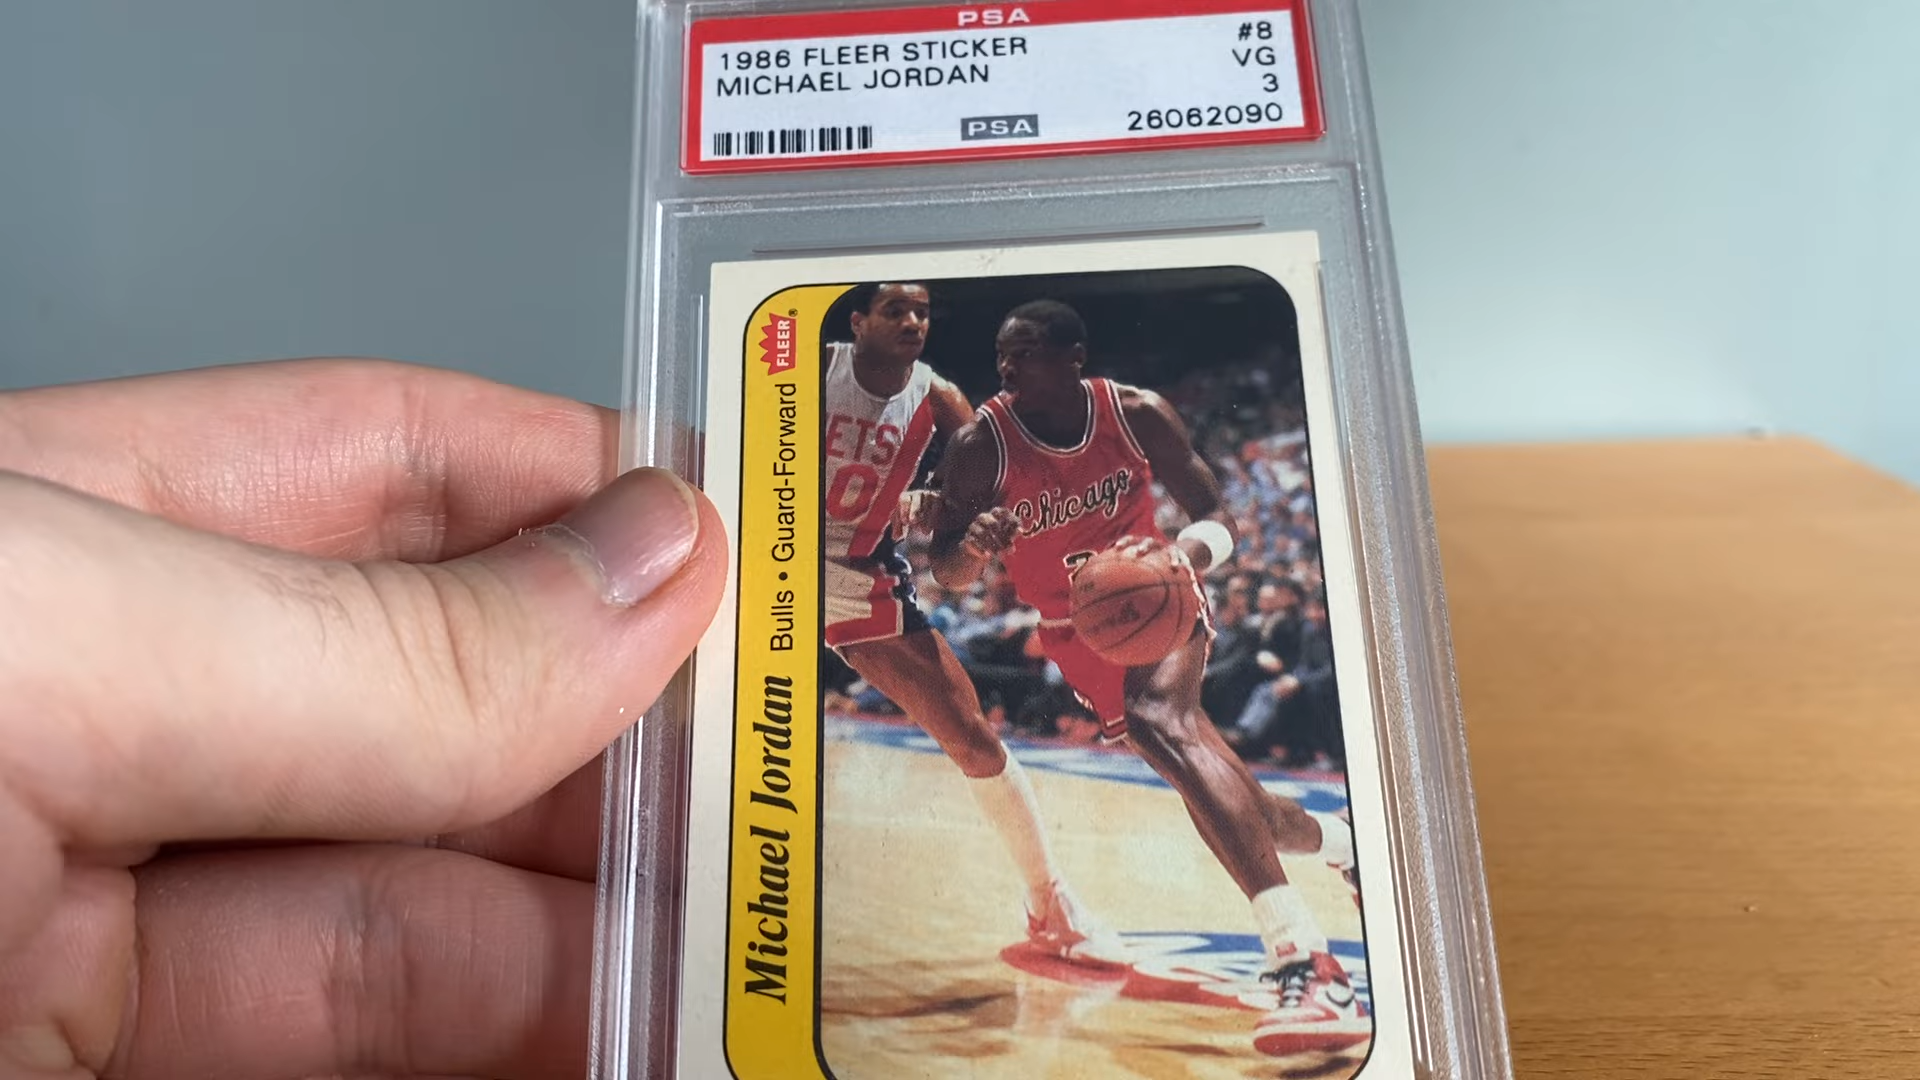 PSA
1986 FLEER STICKER #8
MICHAEL JORDAN VG
3
PSA 26062090
FLEER®
Michael Jordan Bulls • Guard-Forward
ETS
0
Chicago